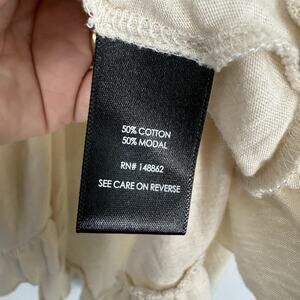 50% COTTON
50% MODAL
RN# 148862
SEE CARE ON REVERSE